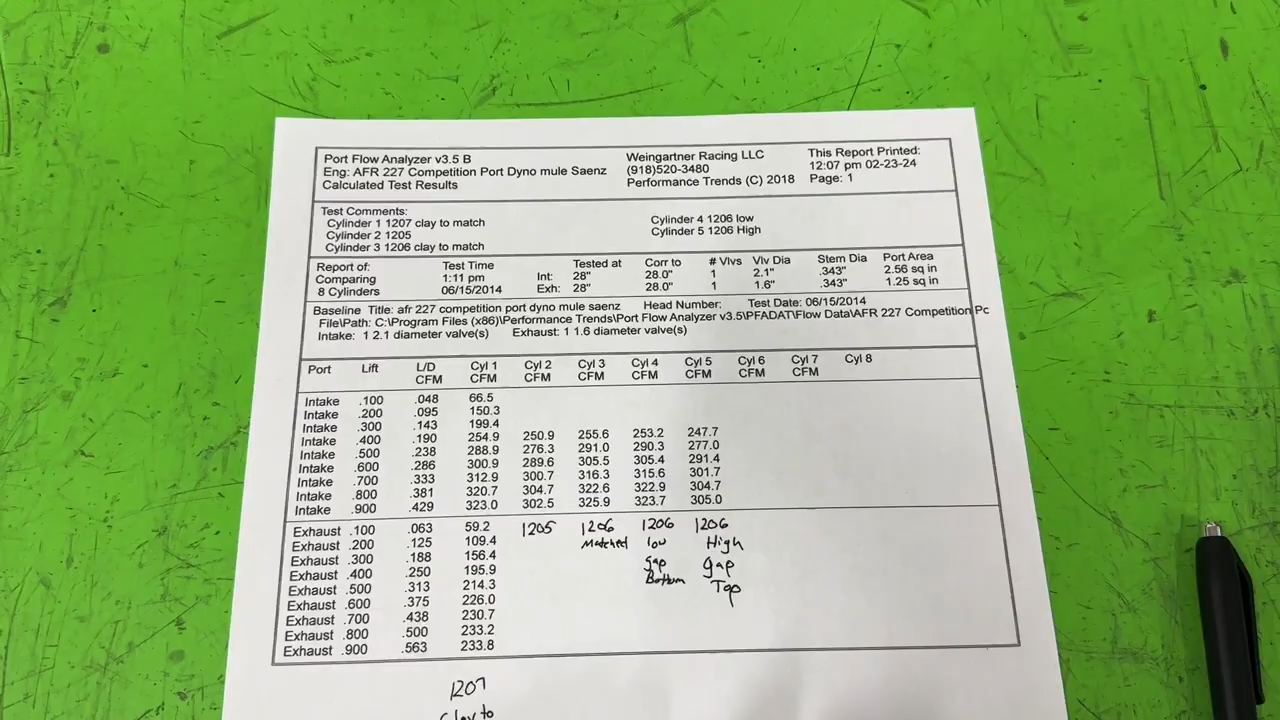 Port Flow Analyzer v3.5 B Weingartner Racing LLC This Report Printed:
Eng: AFR 227 Competition Port Dyno mule Saenz (918)520-3480 12:07 pm 02-23-24
Calculated Test Results Performance Trends (C) 2018 Page: 1
Test Comments:
Cylinder 1 1207 clay to match Cylinder 4 1206 low
Cylinder 2 1205 Cylinder 5 1206 High
Cylinder 3 1206 clay to match
Report of: Test Time Tested at Corr to # Vlvs Vlv Dia Stem Dia Port Area
Comparing 1:11 pm Int: 28" 28.0" 1 2.1" .343" 2.56 sq in
8 Cylinders 06/15/2014 Exh: 28" 28.0" 1 1.6" .343" 1.25 sq in
Baseline Title: afr 227 competition port dyno mule saenz Head Number: Test Date: 06/15/2014
File\Path: C:\Program Files (x86)\Performance Trends\Port Flow Analyzer v3.5\PFADAT\Flow Data\AFR 227 Competition Pc
Intake: 1 2.1 diameter valve(s) Exhaust: 1 1.6 diameter valve(s)
Port Lift L/D Cyl 1 Cyl 2 Cyl 3 Cyl 4 Cyl 5 Cyl 6 Cyl 7 Cyl 8
CFM CFM CFM CFM CFM CFM CFM CFM
Intake .100 .048 66.5
Intake .200 .095 150.3
Intake .300 .143 199.4
Intake .400 .190 254.9 250.9 255.6 253.2 247.7
Intake .500 .238 288.9 276.3 291.0 290.3 277.0
Intake .600 .286 300.9 289.6 305.5 305.4 291.4
Intake .700 .333 312.9 300.7 316.3 315.6 301.7
Intake .800 .381 320.7 304.7 322.6 322.9 304.7
Intake .900 .429 323.0 302.5 325.9 323.7 305.0
Exhaust .100 .063 59.2 1205 1206 1206 1206
Exhaust .200 .125 109.4 Matched low High
Exhaust .300 .188 156.4 gap gap
Exhaust .400 .250 195.9 Bottom Top
Exhaust .500 .313 214.3
Exhaust .600 .375 226.0
Exhaust .700 .438 230.7
Exhaust .800 .500 233.2
Exhaust .900 .563 233.8
1207
Clay to